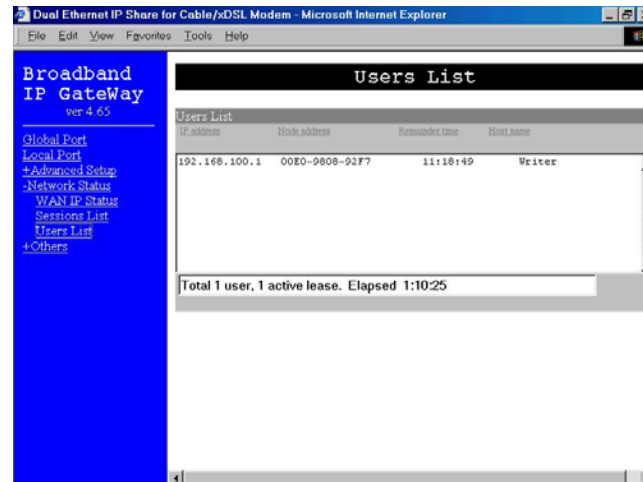 Dual Ethernet IP Share for Cable/xDSL Modem - Microsoft Internet Explorer
File Edit View Favorites Tools Help
Broadband
IP GateWay
ver 4.65
Global Port
Local Port
+Advanced Setup
-Network Status
WAN IP Status
Sessions List
Users List
+Others
Users List
Users List
IP address Node address Remainder time Host name
192.168.100.1 00E0-9808-92F7 11:18:49 Writer
Total 1 user, 1 active lease. Elapsed 1:10:25